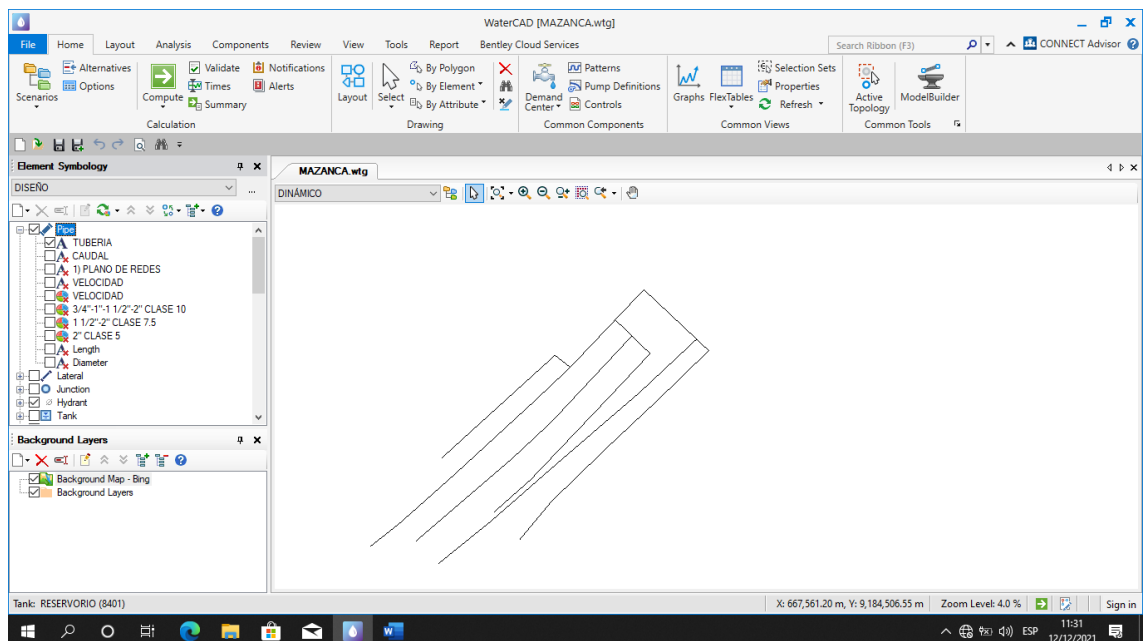 WaterCAD [MAZANCA.wtg]
File Home Layout Analysis Components Review View Tools Report Bentley Cloud Services Search Ribbon (F3) CONNECT Advisor
Scenarios Alternatives Options Compute Validate Times Summary Notifications Alerts
Calculation
Layout Select By Polygon By Element By Attribute
Drawing
Demand Center Patterns Pump Definitions Controls
Common Components
Graphs FlexTables Selection Sets Properties Refresh
Common Views
Active Topology ModelBuilder
Common Tools
Element Symbology
DISEÑO
...
Pipe
TUBERIA
CAUDAL
1) PLANO DE REDES
VELOCIDAD
VELOCIDAD
3/4"-1"-1 1/2"-2" CLASE 10
1 1/2"-2" CLASE 7.5
2" CLASE 5
Length
Diameter
Lateral
Junction
Hydrant
Tank
Background Layers
Background Map - Bing
Background Layers
MAZANCA.wtg
DINÁMICO
Tank: RESERVORIO (8401)
X: 667,561.20 m, Y: 9,184,506.55 m Zoom Level: 4.0 % Sign in
ESP 11:31
12/12/2021